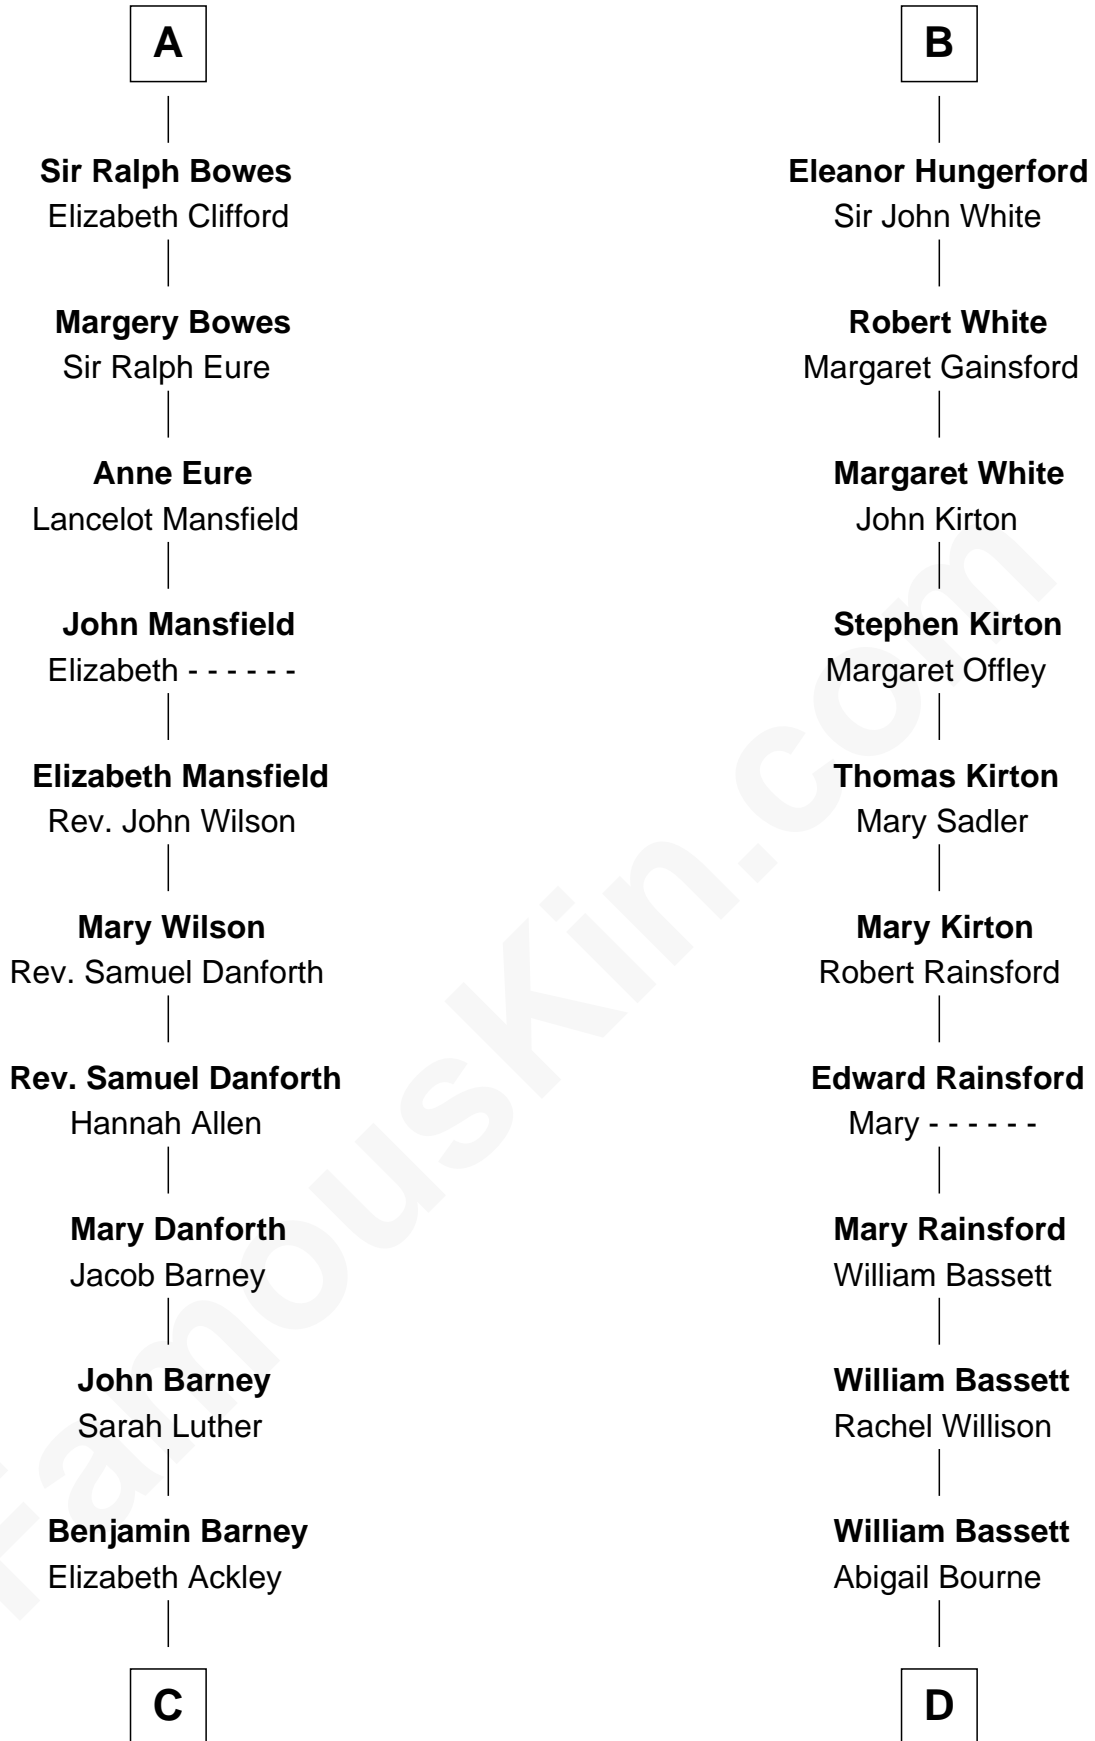 A
Sir Ralph Bowes
Elizabeth Clifford
Margery Bowes
Sir Ralph Eure
Anne Eure
Lancelot Mansfield
John Mansfield
Elizabeth - - - - - -
Elizabeth Mansfield
Rev. John Wilson
Mary Wilson
Rev. Samuel Danforth
Rev. Samuel Danforth
Hannah Allen
Mary Danforth
Jacob Barney
John Barney
Sarah Luther
Benjamin Barney
Elizabeth Ackley
C
B
Eleanor Hungerford
Sir John White
Robert White
Margaret Gainsford
Margaret White
John Kirton
Stephen Kirton
Margaret Offley
Thomas Kirton
Mary Sadler
Mary Kirton
Robert Rainsford
Edward Rainsford
Mary - - - - - -
Mary Rainsford
William Bassett
William Bassett
Rachel Willison
William Bassett
Abigail Bourne
D
FamousKin.com